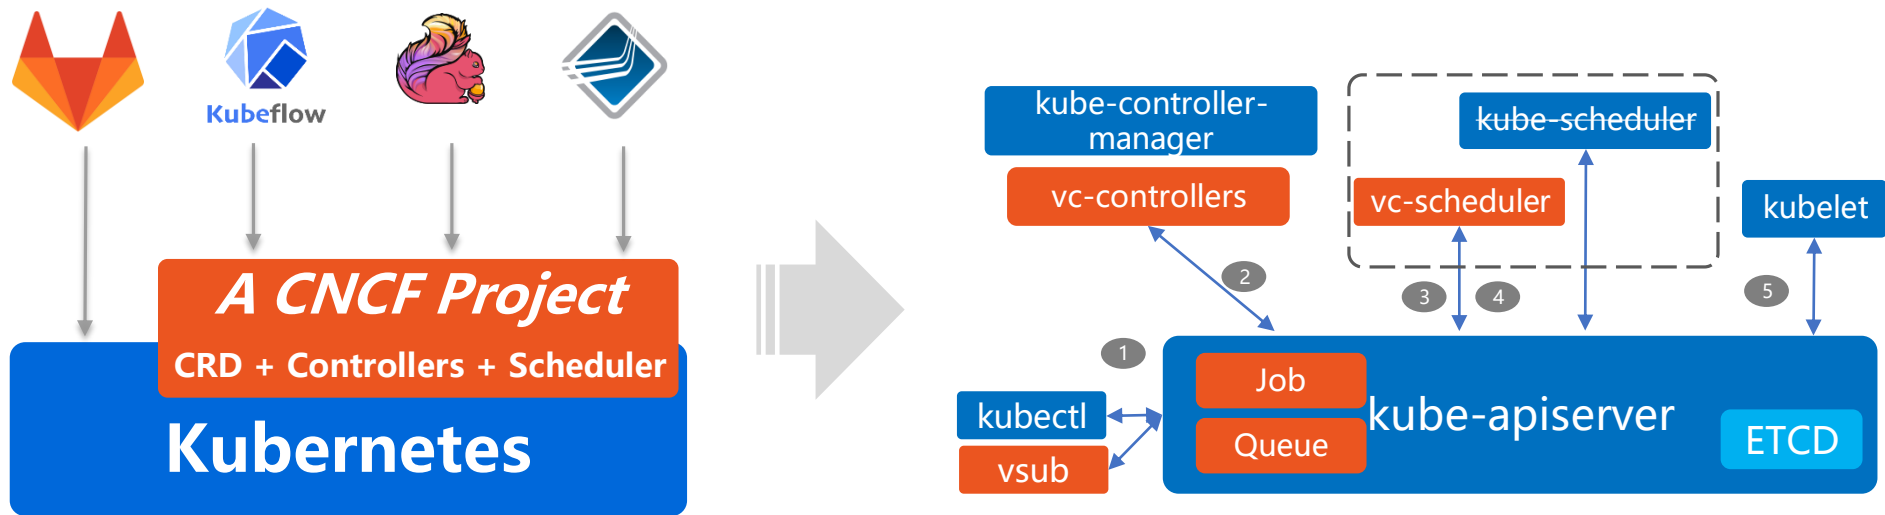 Kubeflow
A CNCF Project
CRD + Controllers + Scheduler
Kubernetes
kube-controller-
manager
vc-controllers
kube-scheduler
vc-scheduler
kubelet
2
3
4
5
1
kubectl
vsub
Job
Queue
kube-apiserver
ETCD